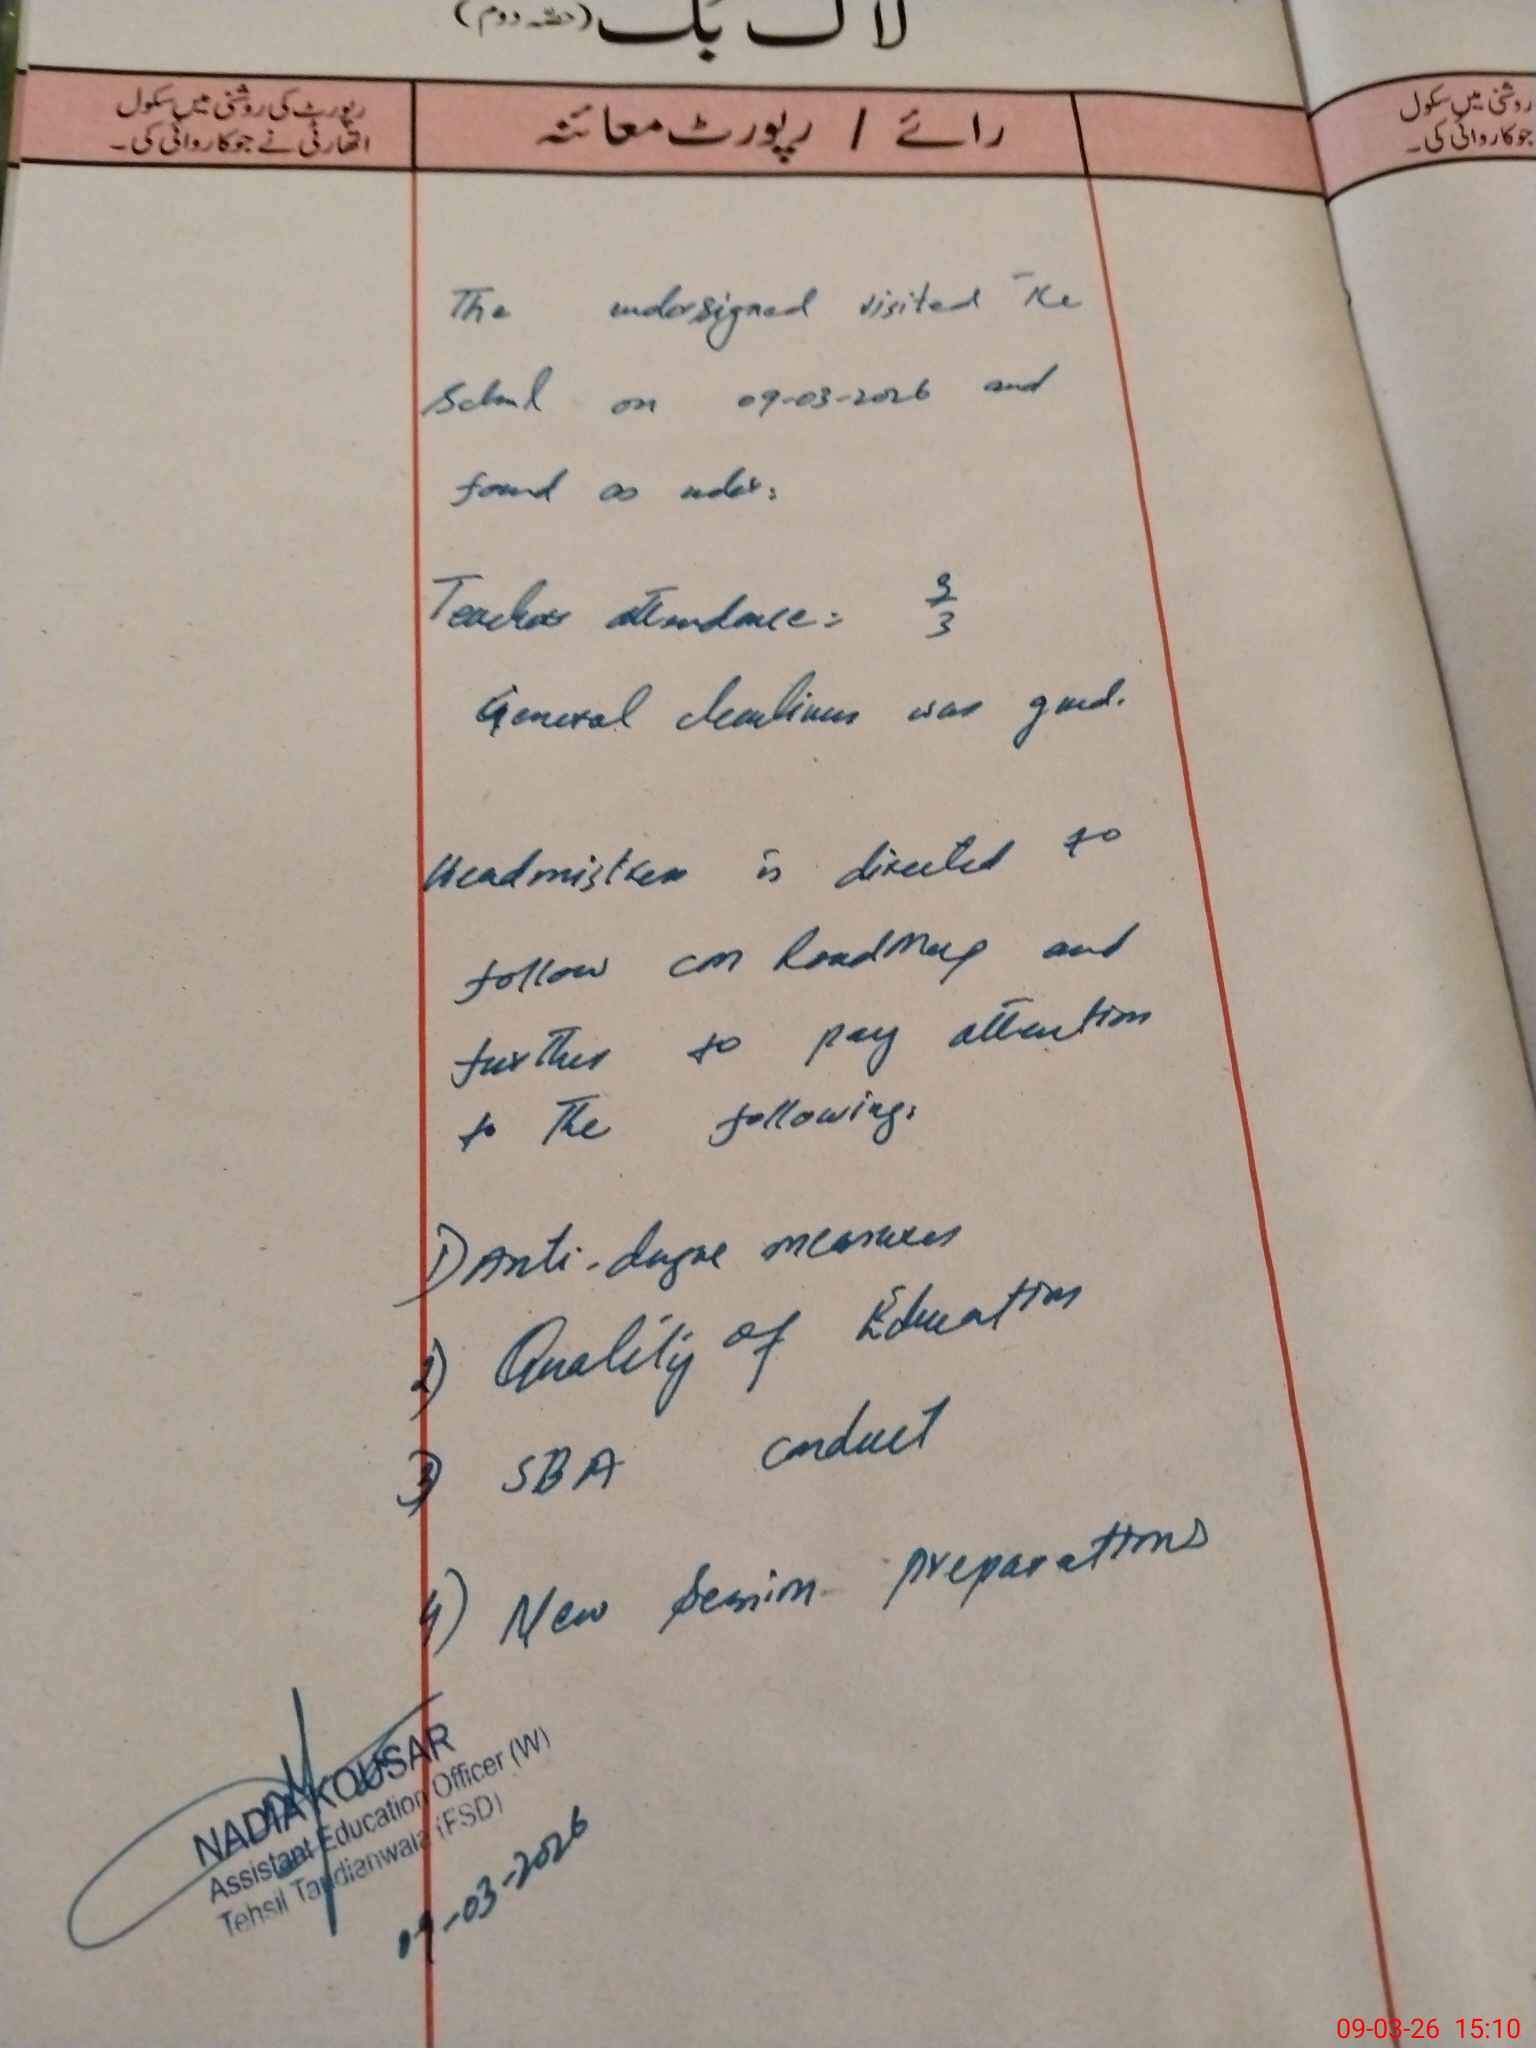 لاگ بک (حصہ دوم)
رائے / رپورٹ معائنہ
رپورٹ کی روشنی میں سکول
اتھارٹی نے جو کاروائی کی۔
روشنی میں سکول
جو کاروائی کی۔
The undersigned visited the
School on 09-03-2026 and
found as under:
Teachers attendance = 3/3
General cleanliness was good.
Headmistress is directed to
follow CM RoadMap and
further to pay attention
to the following:
1) Anti-dngue measures
2) Quality of Education
3) SBA conduct
4) New Session preparations
NADIA KOUSAR
Assistant Education Officer (W)
Tehsil Tandianwala (FSD)
09-03-2026
09-03-26 15:10